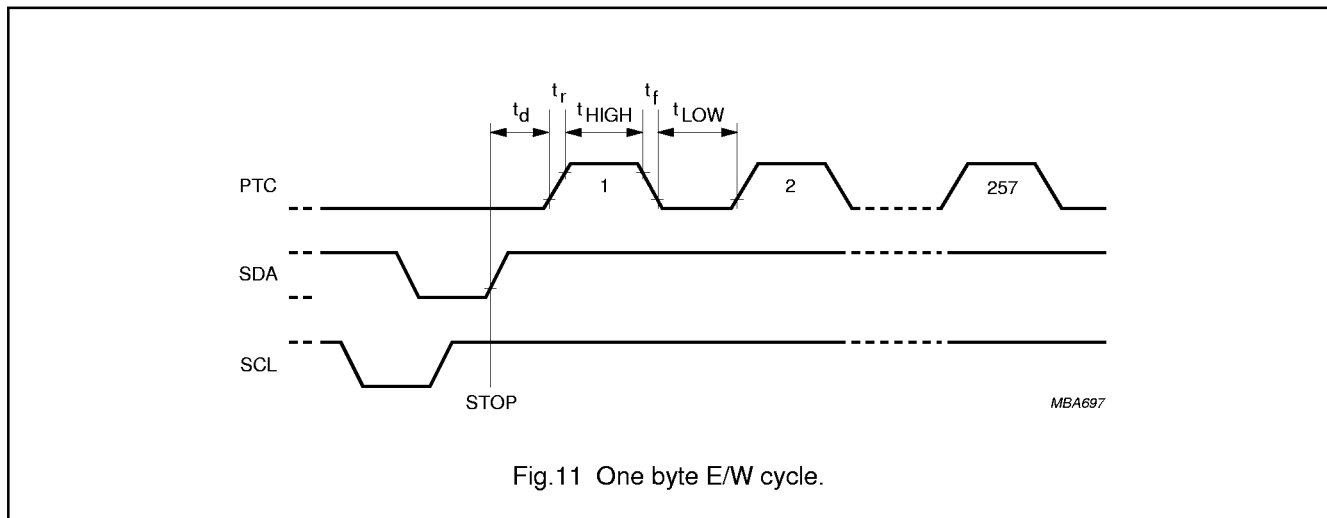 t_d t_r t_HIGH t_f t_LOW
PTC 1 2 257
SDA
SCL
STOP
MBA697
Fig.11 One byte E/W cycle.